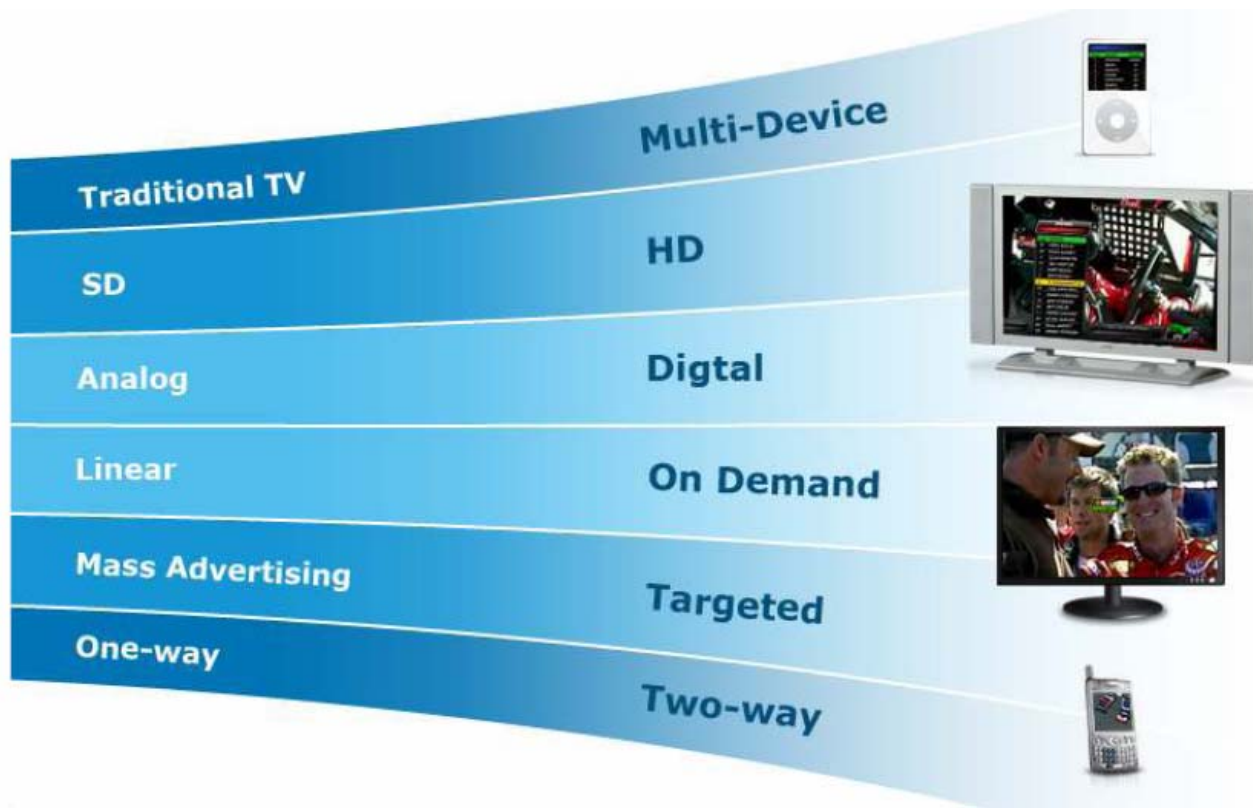 Traditional TV
Multi-Device
SD
HD
Analog
Digtal
Linear
On Demand
Mass Advertising
Targeted
One-way
Two-way